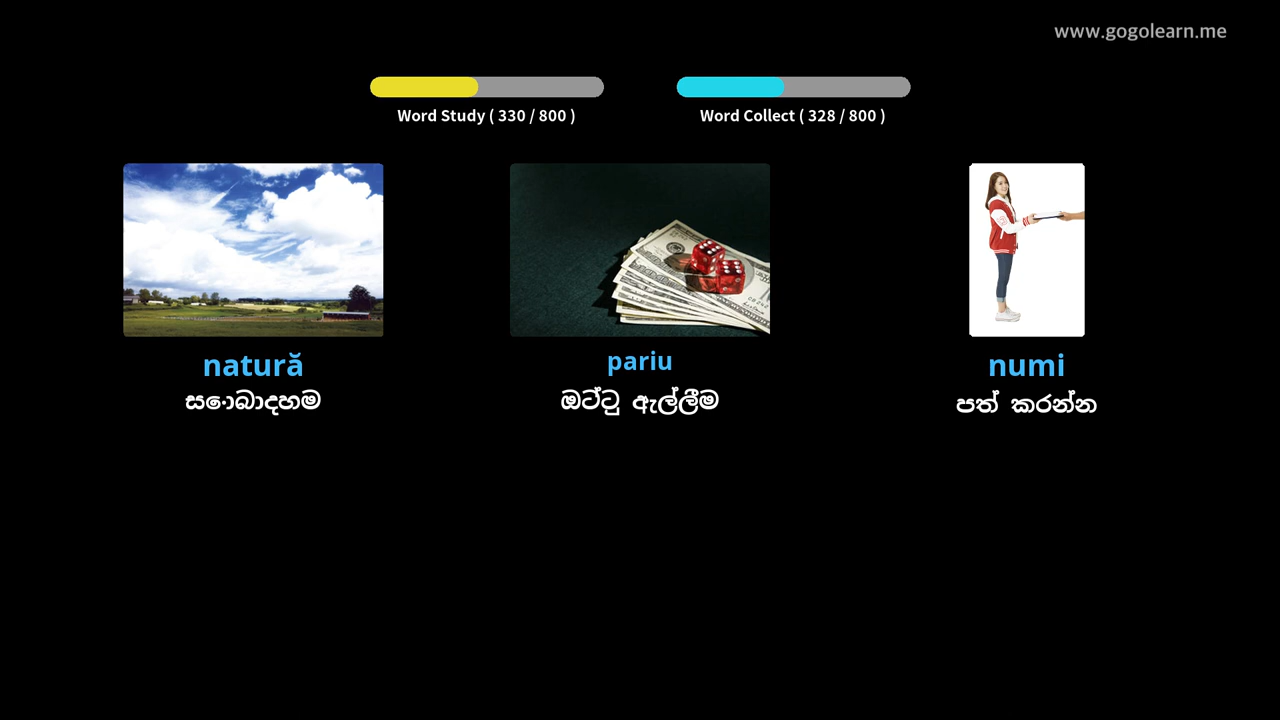 www.gogolearn.me
Word Study ( 330 / 800 )
Word Collect ( 328 / 800 )
natură
සොබාදහම
pariu
ඔට්ටු ඇල්ලීම
numi
පත් කරන්න